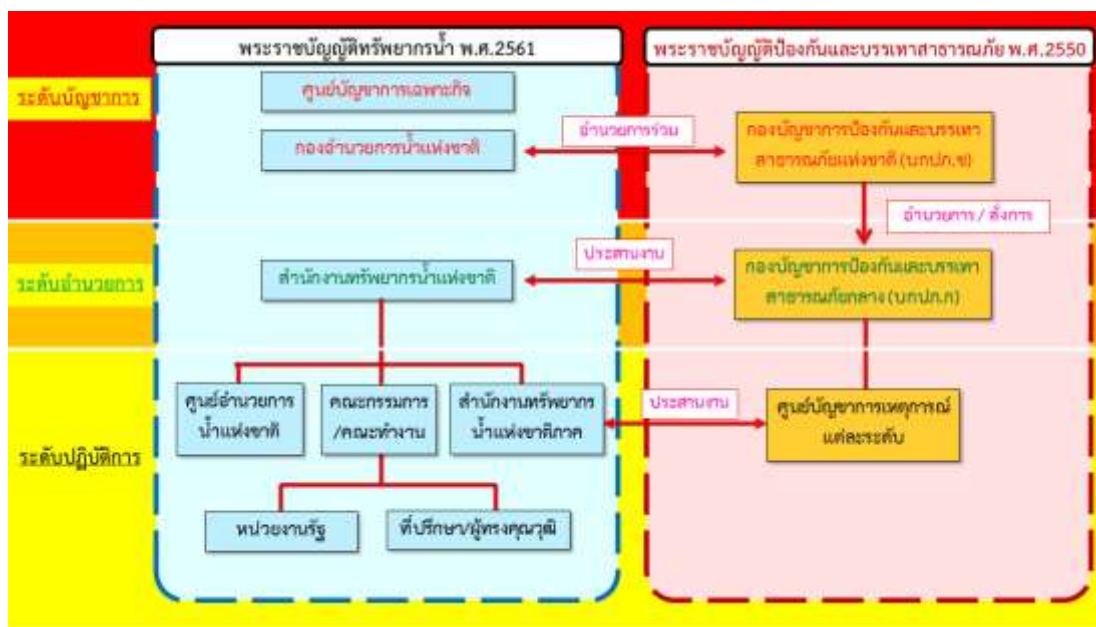 พระราชบัญญัติทรัพยากรน้ำ พ.ศ.2561
พระราชบัญญัติป้องกันและบรรเทาสาธารณภัย พ.ศ.2550
ระดับบัญชาการ
ศูนย์บัญชาการเฉพาะกิจ
กองอำนวยการน้ำแห่งชาติ
อำนวยการร่วม
กองบัญชาการป้องกันและบรรเทา
สาธารณภัยแห่งชาติ (บกปภ.ช)
อำนวยการ / สั่งการ
ระดับอำนวยการ
สำนักงานทรัพยากรน้ำแห่งชาติ
ประสานงาน
กองบัญชาการป้องกันและบรรเทา
สาธารณภัยกลาง (บกปภ.ก)
ระดับปฏิบัติการ
ศูนย์อำนวยการ
น้ำแห่งชาติ
คณะกรรมการ
/คณะทำงาน
สำนักงานทรัพยากร
น้ำแห่งชาติภาค
ประสานงาน
ศูนย์บัญชาการเหตุการณ์
แต่ละระดับ
หน่วยงานรัฐ
ที่ปรึกษา/ผู้ทรงคุณวุฒิ